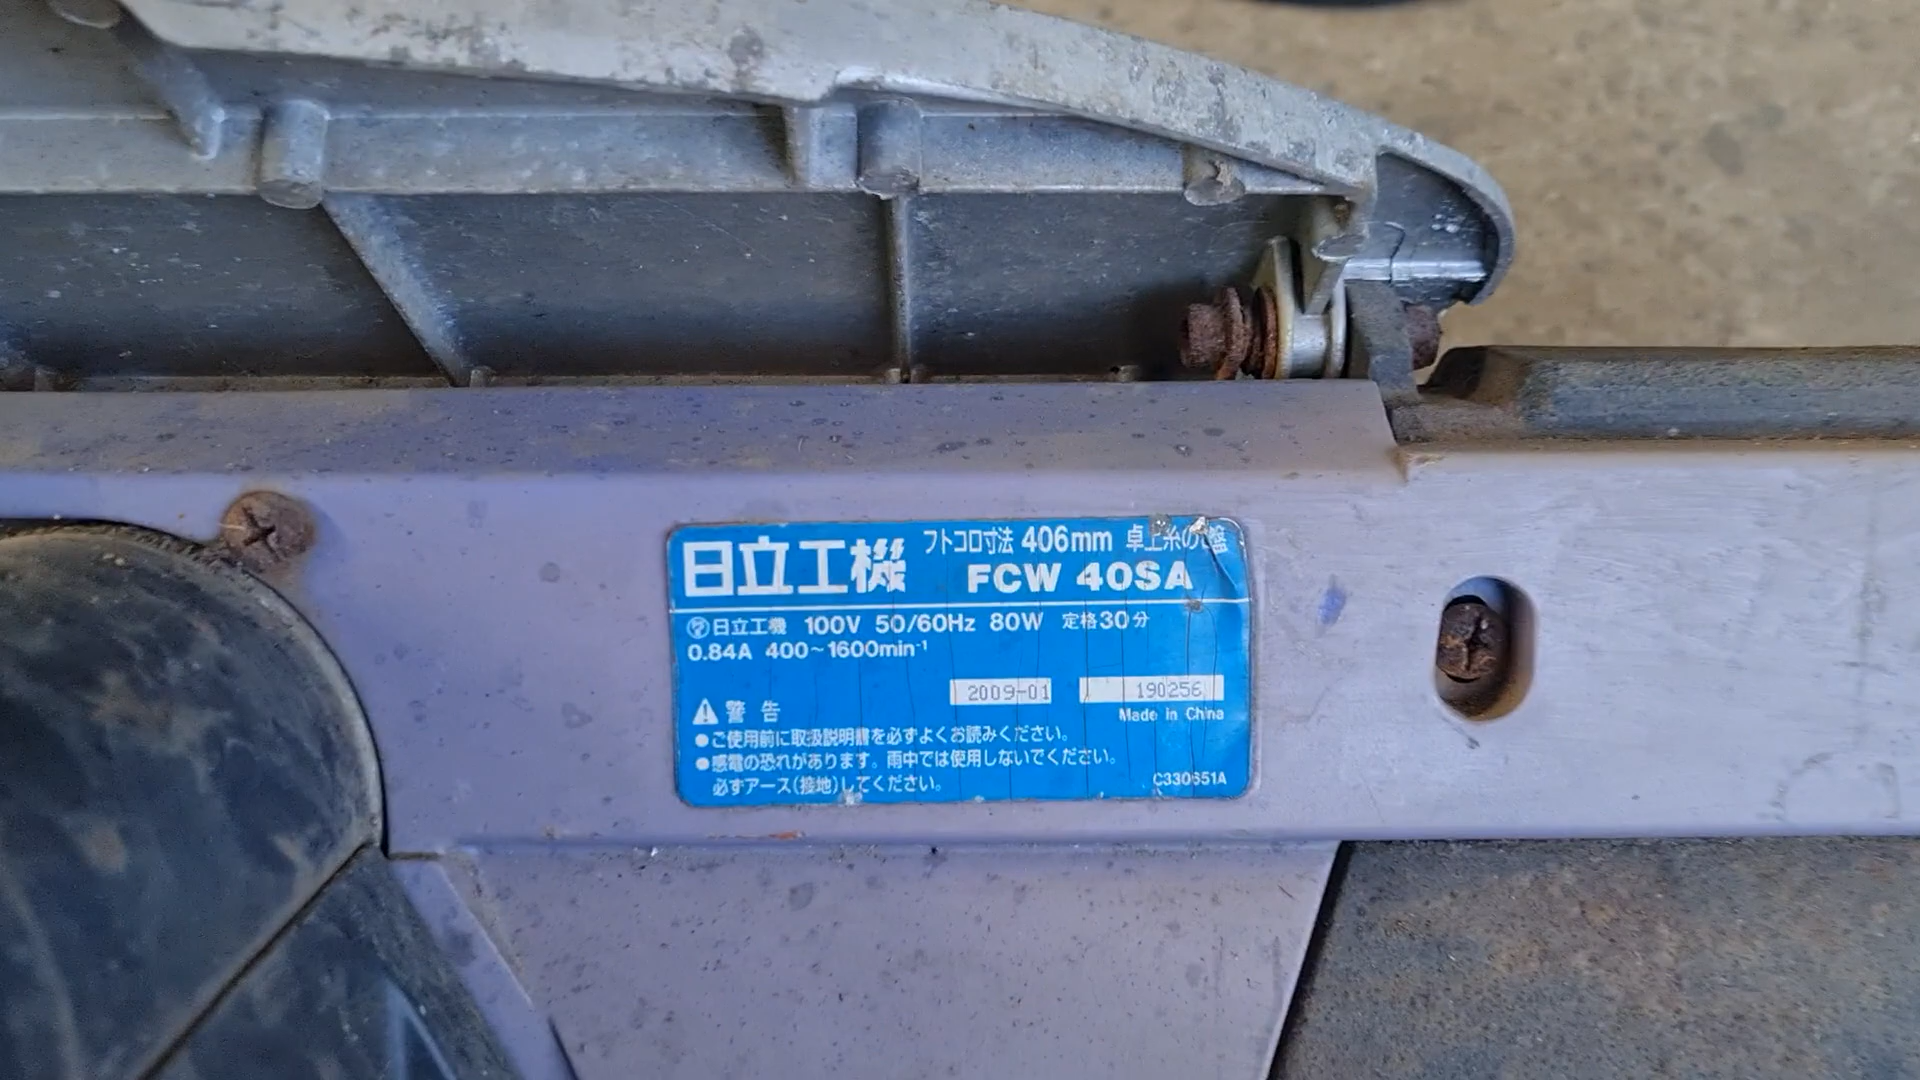 日立工機 フトコロ寸法 406mm 卓上糸のこ盤
FCW 40SA
日立工機 100V 50/60Hz 80W 定格30分
0.84A 400~1600min⁻¹
2009-01 190256
Made in China
警告
●ご使用前に取扱説明書を必ずよくお読みください。
●感電の恐れがあります。雨中では使用しないでください。
必ずアース(接地)してください。
C330651A